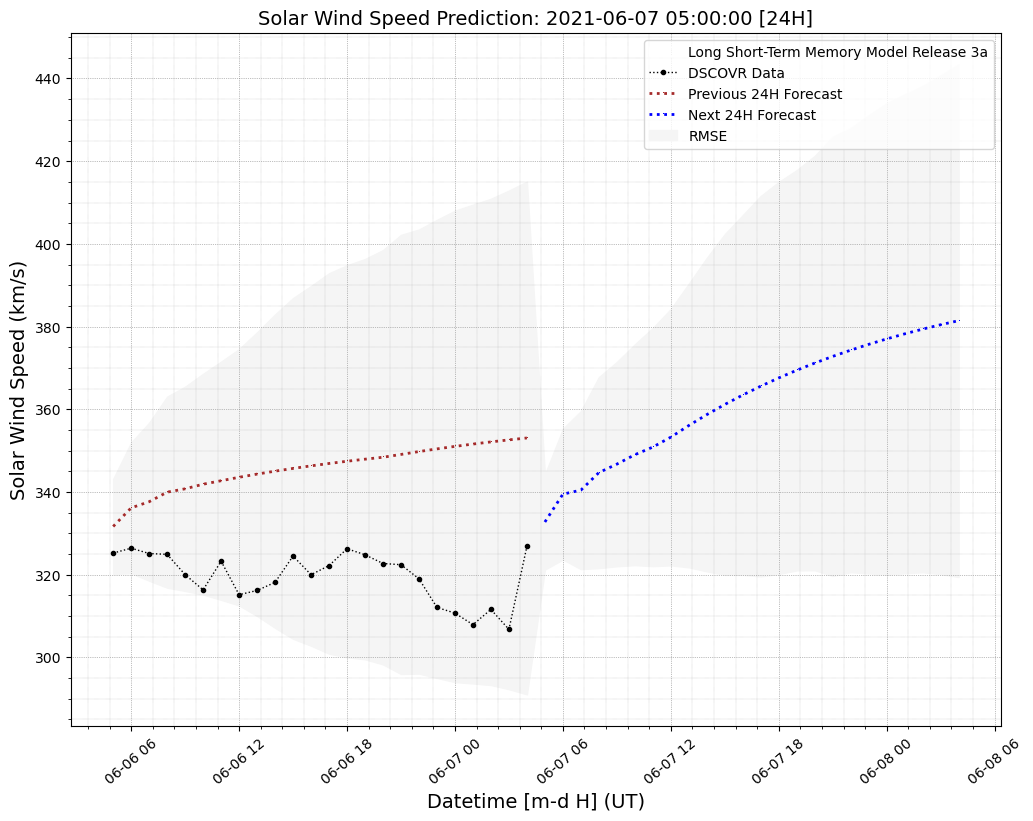 Solar Wind Speed Prediction: 2021-06-07 05:00:00 [24H]
Long Short-Term Memory Model Release 3a
DSCOVR Data
Previous 24H Forecast
Next 24H Forecast
RMSE
Solar Wind Speed (km/s)
440
420
400
380
360
340
320
300
06-06 06
06-06 12
06-06 18
06-07 00
06-07 06
06-07 12
06-07 18
06-08 00
06-08 06
Datetime [m-d H] (UT)